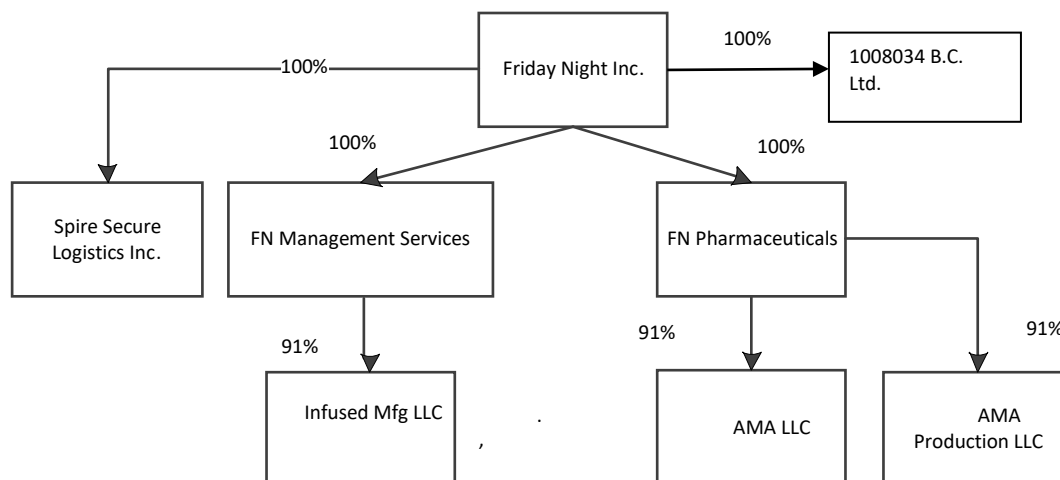 100%
Friday Night Inc.
100%
1008034 B.C.
Ltd.
100%
100%
Spire Secure
Logistics Inc.
FN Management Services
FN Pharmaceuticals
91%
91%
91%
Infused Mfg LLC
,
.
AMA LLC
AMA
Production LLC